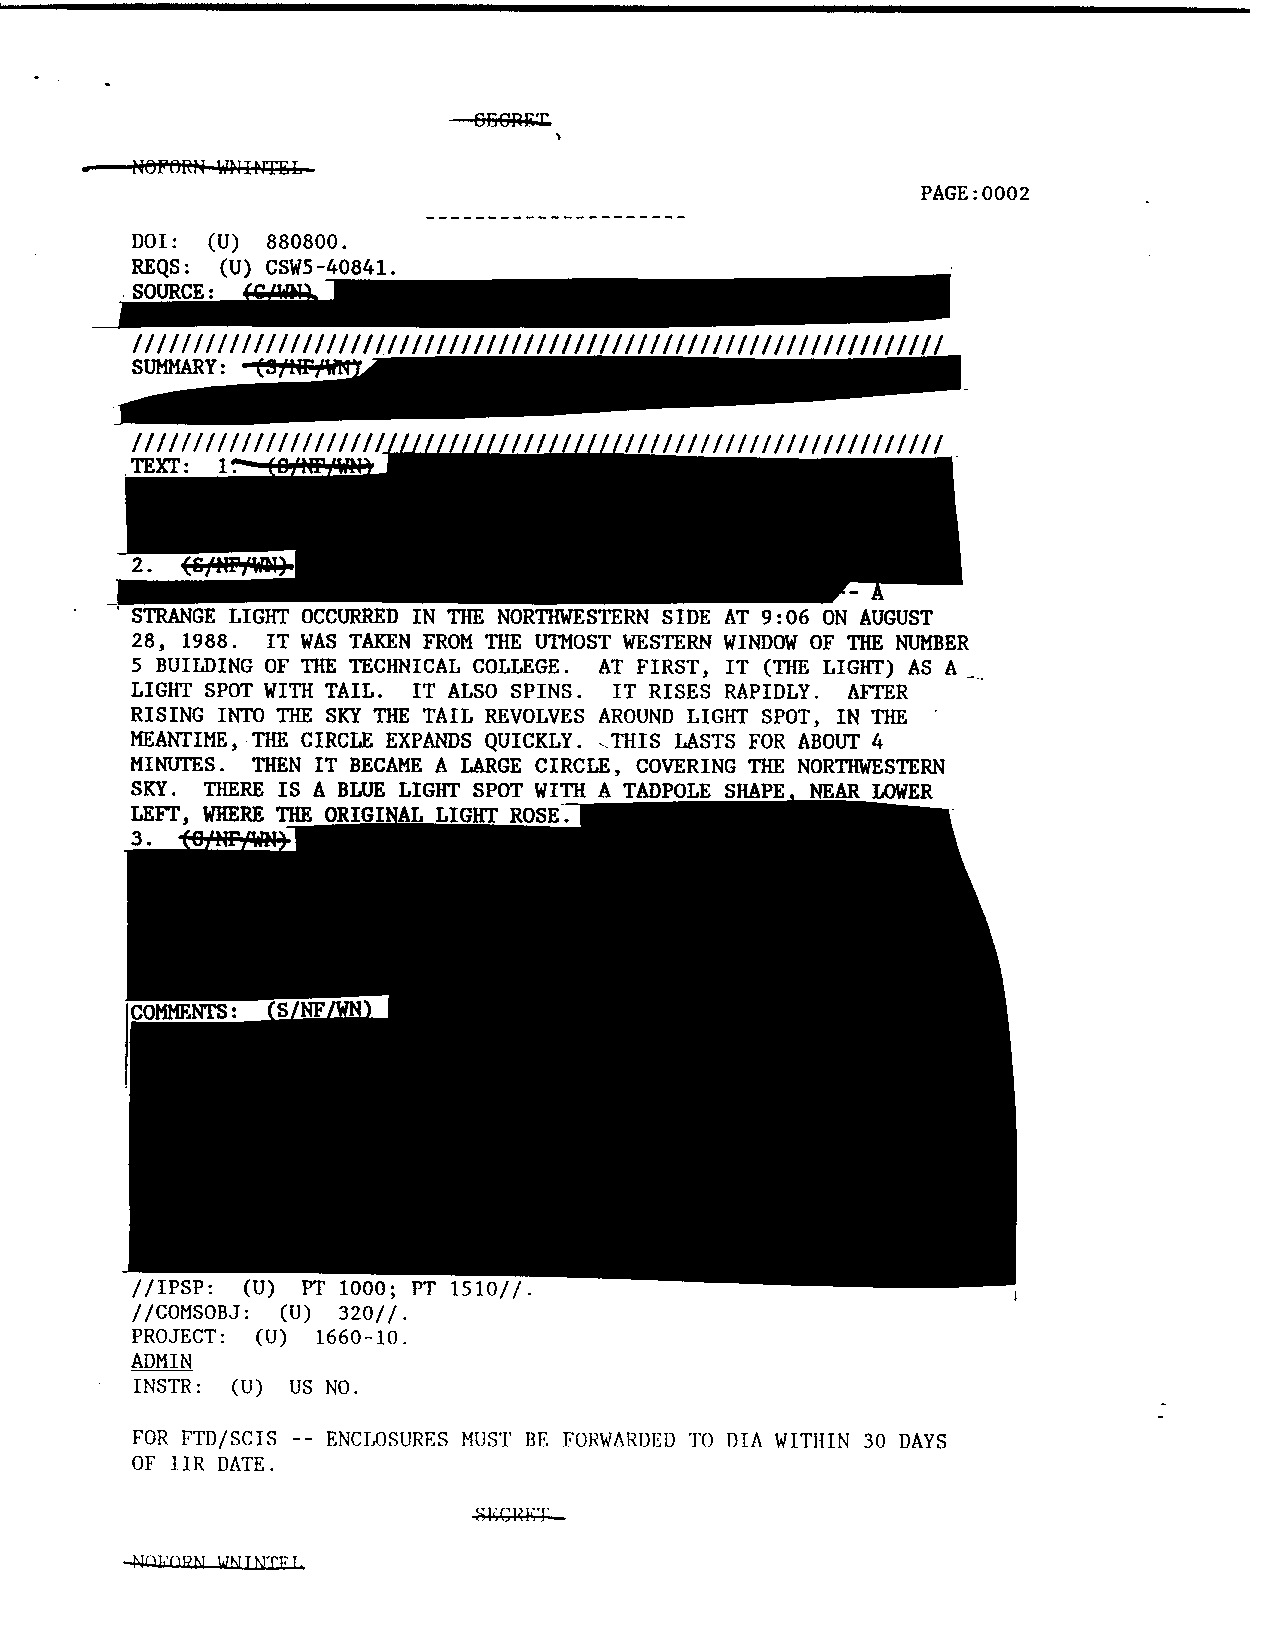 SECRET
NOFORN WNINTEL
PAGE:0002
---------------------
DOI: (U) 880800.
REQS: (U) CSW5-40841.
SOURCE: (C/WN)
///////////////////////////////////////////////////////////////////
SUMMARY: (S/NF/WN)
///////////////////////////////////////////////////////////////////
TEXT: 1. (S/NF/WN)
2. (S/NF/WN)
-- A
STRANGE LIGHT OCCURRED IN THE NORTHWESTERN SIDE AT 9:06 ON AUGUST
28, 1988. IT WAS TAKEN FROM THE UTMOST WESTERN WINDOW OF THE NUMBER
5 BUILDING OF THE TECHNICAL COLLEGE. AT FIRST, IT (THE LIGHT) AS A
LIGHT SPOT WITH TAIL. IT ALSO SPINS. IT RISES RAPIDLY. AFTER
RISING INTO THE SKY THE TAIL REVOLVES AROUND LIGHT SPOT, IN THE
MEANTIME, THE CIRCLE EXPANDS QUICKLY. THIS LASTS FOR ABOUT 4
MINUTES. THEN IT BECAME A LARGE CIRCLE, COVERING THE NORTHWESTERN
SKY. THERE IS A BLUE LIGHT SPOT WITH A TADPOLE SHAPE, NEAR LOWER
LEFT, WHERE THE ORIGINAL LIGHT ROSE.
3. (S/NF/WN)
COMMENTS: (S/NF/WN)
//IPSP: (U) PT 1000; PT 1510//.
//COMSOBJ: (U) 320//.
PROJECT: (U) 1660-10.
ADMIN
INSTR: (U) US NO.
FOR FTD/SCIS -- ENCLOSURES MUST BE FORWARDED TO DIA WITHIN 30 DAYS
OF IIR DATE.
SECRET
NOFORN WNINTEL